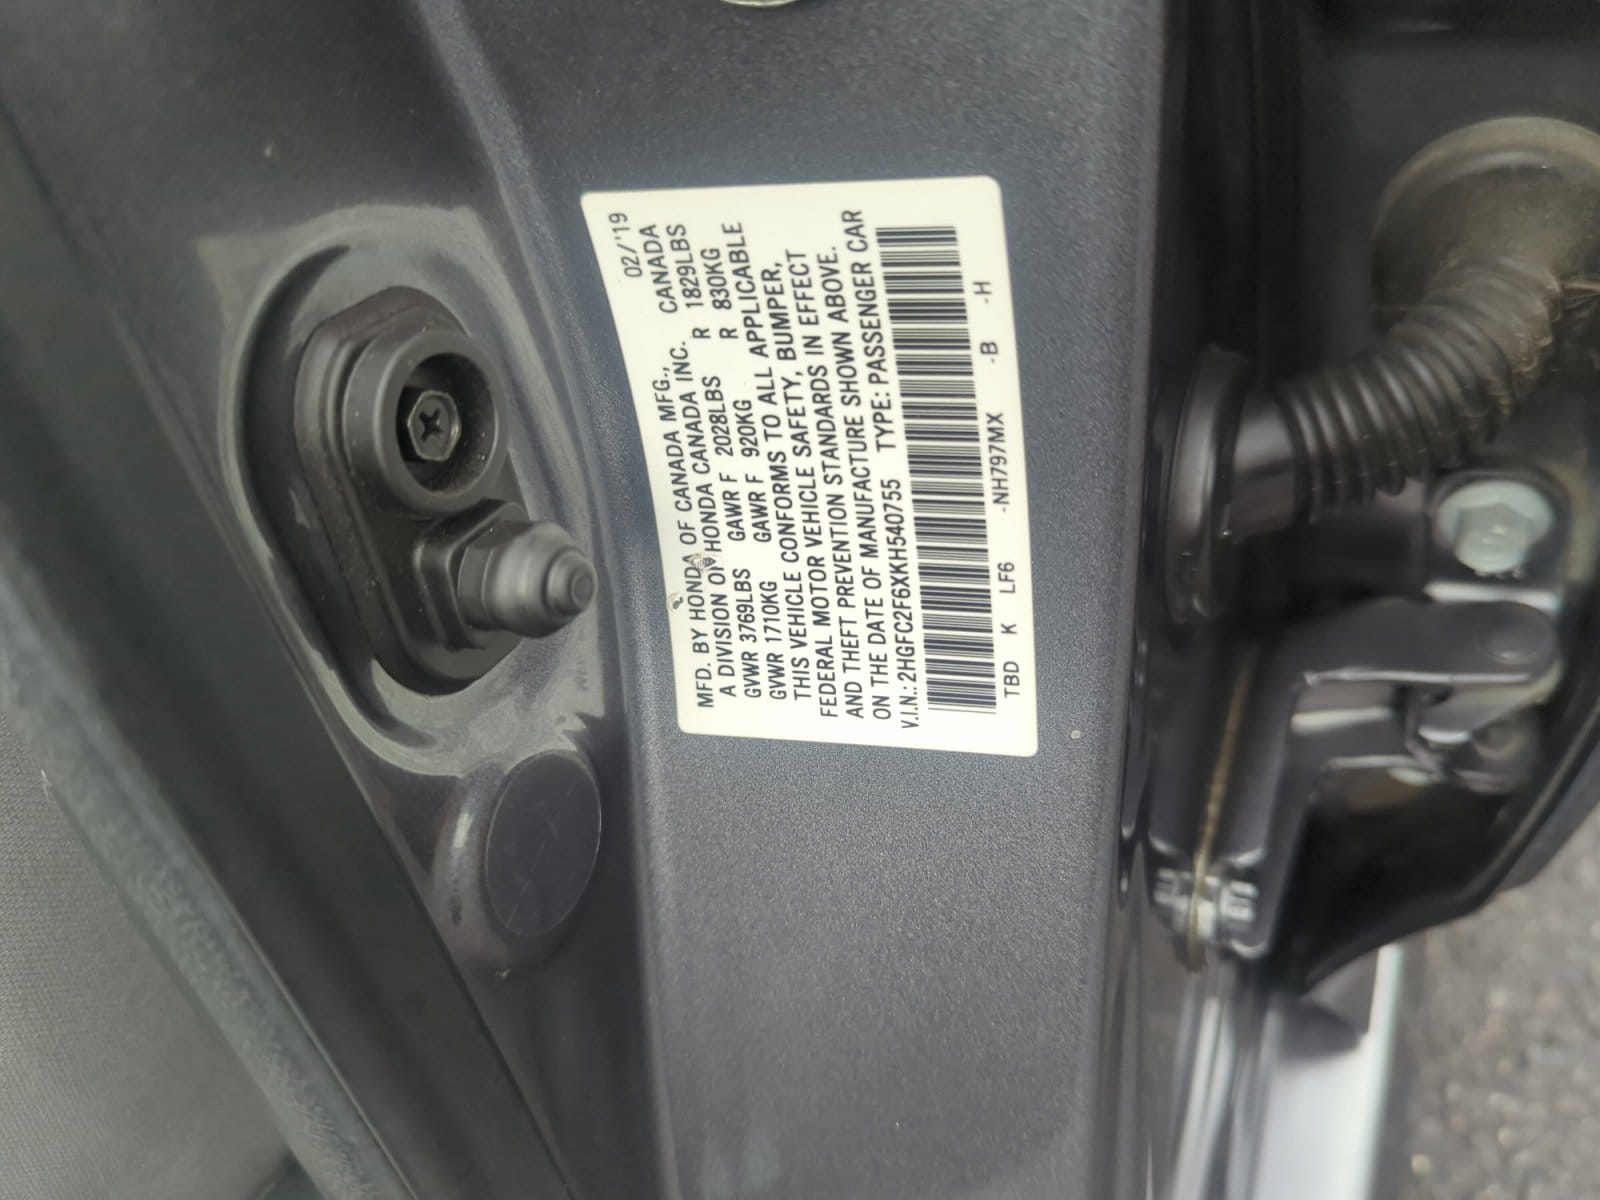 02/'19
MFD. BY HONDA OF CANADA MFG., CANADA
A DIVISION OF HONDA CANADA INC.
GVWR 3769LBS GAWR F 2028LBS R 1829LBS
GVWR 1710KG GAWR F 920KG R 830KG
THIS VEHICLE CONFORMS TO ALL APPLICABLE
FEDERAL MOTOR VEHICLE SAFETY, BUMPER,
AND THEFT PREVENTION STANDARDS IN EFFECT
ON THE DATE OF MANUFACTURE SHOWN ABOVE.
V.I.N.: 2HGFC2F6XKH540755 TYPE: PASSENGER CAR
TBD K LF6 -NH797MX -B -H